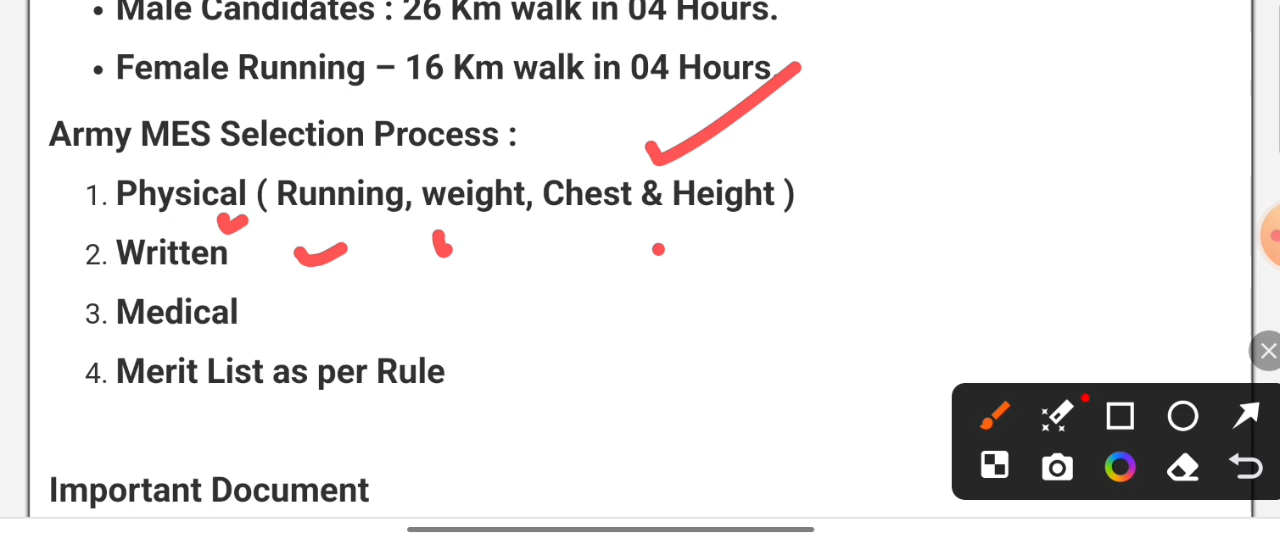 • Male Candidates : 26 Km walk in 04 Hours.
• Female Running – 16 Km walk in 04 Hours.
Army MES Selection Process :
1. Physical ( Running, weight, Chest & Height )
2. Written
3. Medical
4. Merit List as per Rule
Important Document